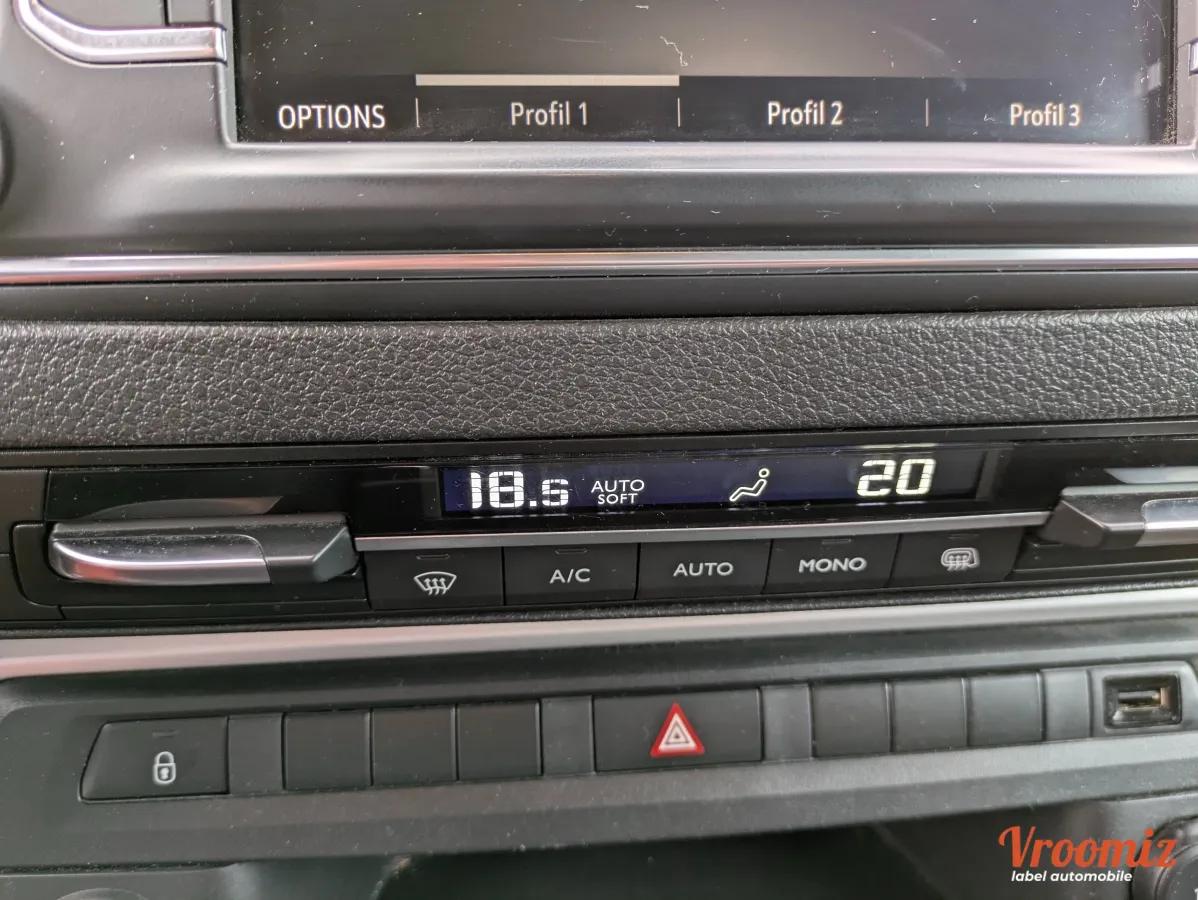 OPTIONS Profil 1 Profil 2 Profil 3
18.5 AUTO SOFT 20
A/C AUTO MONO
Vroomiz
label automobile